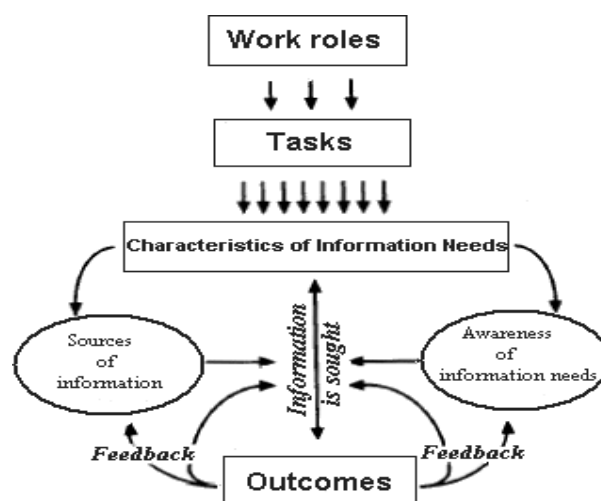 Work roles
Tasks
Characteristics of Information Needs
Sources
of
information
Information
is sought
Awareness
of
information needs
Feedback
Feedback
Outcomes